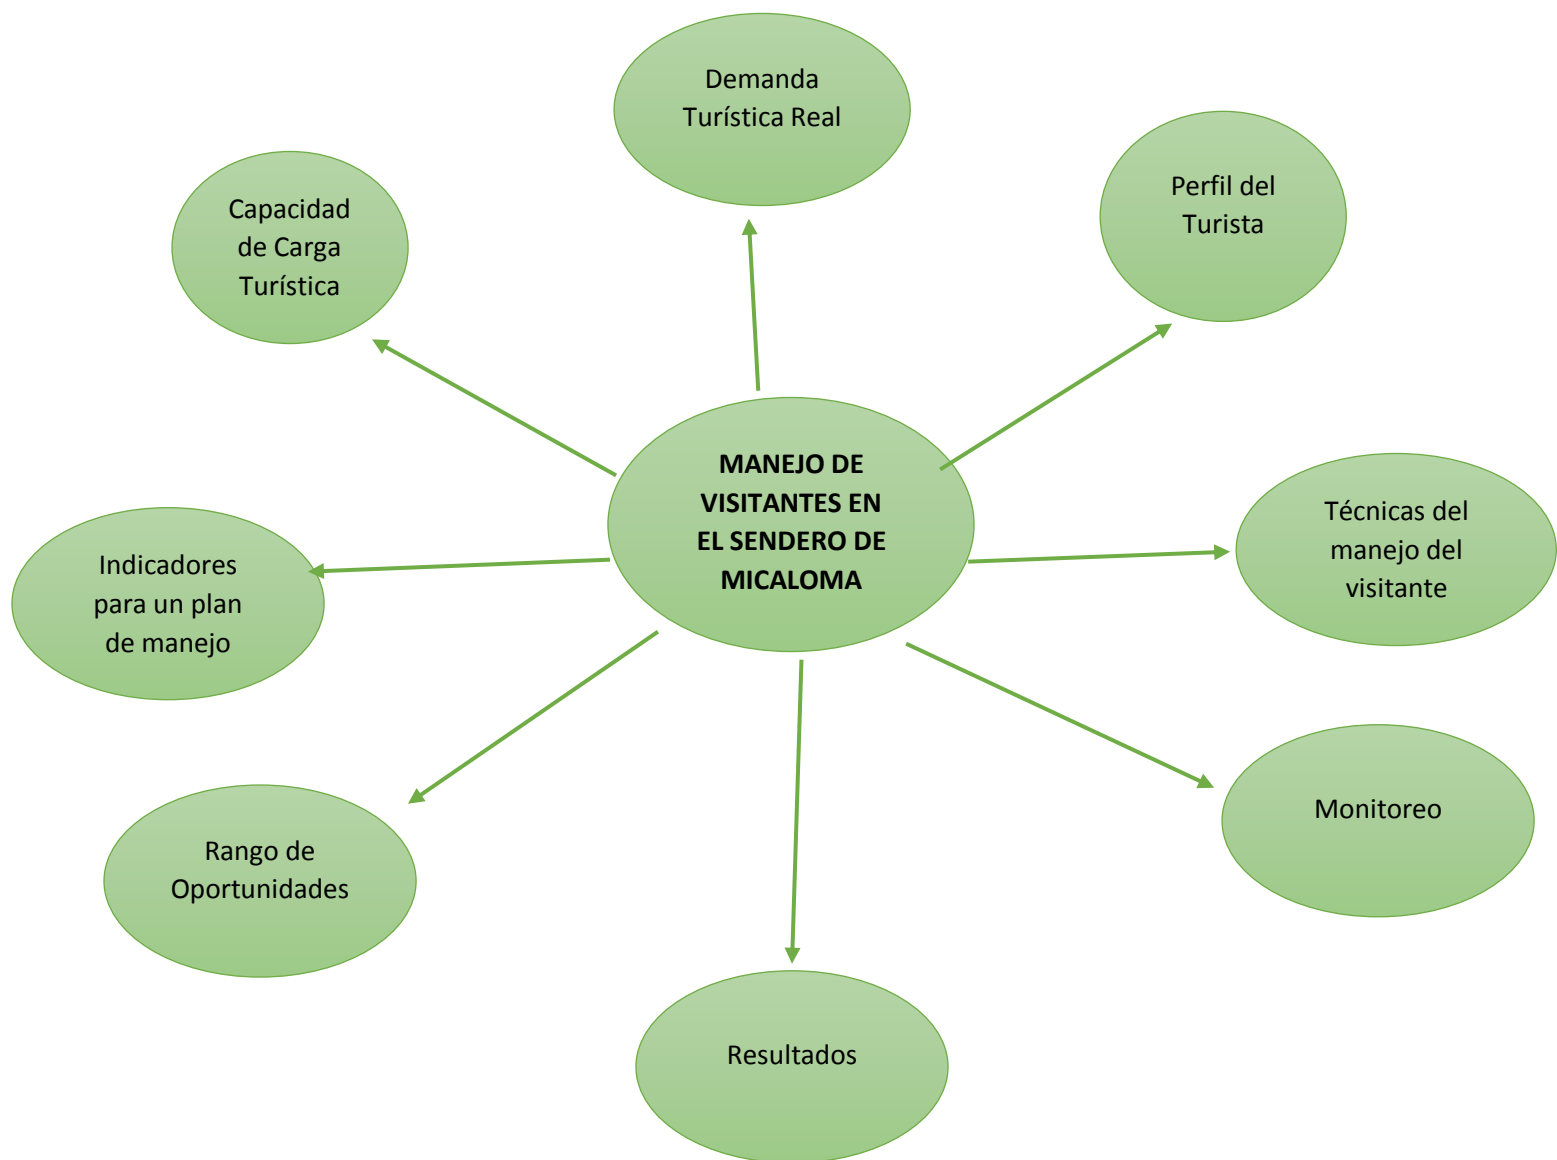 Demanda
Turística Real
Perfil del
Turista
Capacidad
de Carga
Turística
MANEJO DE
VISITANTES EN
EL SENDERO DE
MICALOMA
Técnicas del
manejo del
visitante
Indicadores
para un plan
de manejo
Monitoreo
Rango de
Oportunidades
Resultados